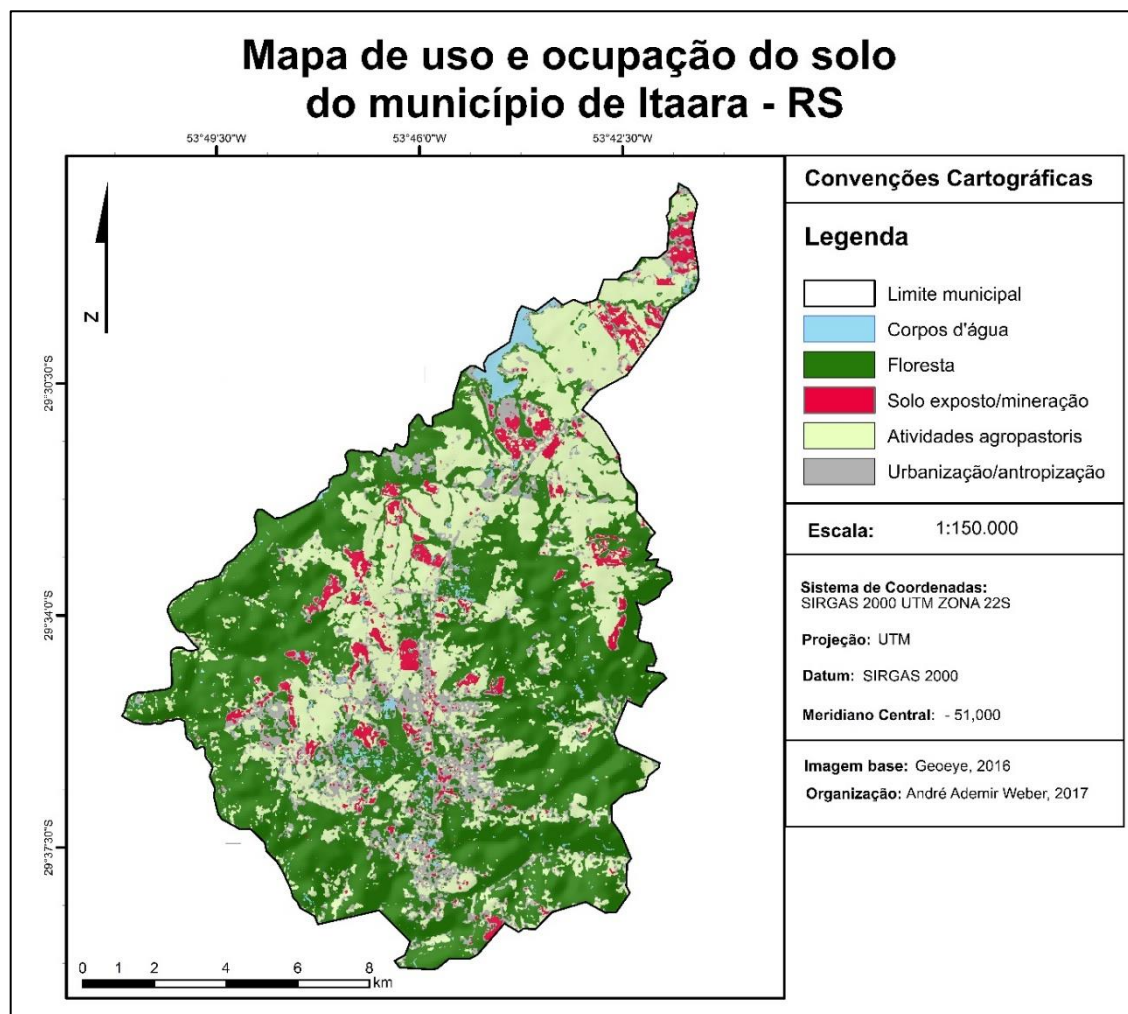 Mapa de uso e ocupação do solo
do município de Itaara - RS
53°49'30"W 53°46'0"W 53°42'30"W
Convenções Cartográficas
Legenda
Limite municipal
Corpos d'água
Floresta
Solo exposto/mineração
Atividades agropastoris
Urbanização/antropização
Escala: 1:150.000
Sistema de Coordenadas:
SIRGAS 2000 UTM ZONA 22S
Projeção: UTM
Datum: SIRGAS 2000
Meridiano Central: - 51,000
Imagem base: Geoeye, 2016
Organização: André Ademir Weber, 2017
N
29°30'30"S
29°34'0"S
29°37'30"S
0 1 2 4 6 8
km